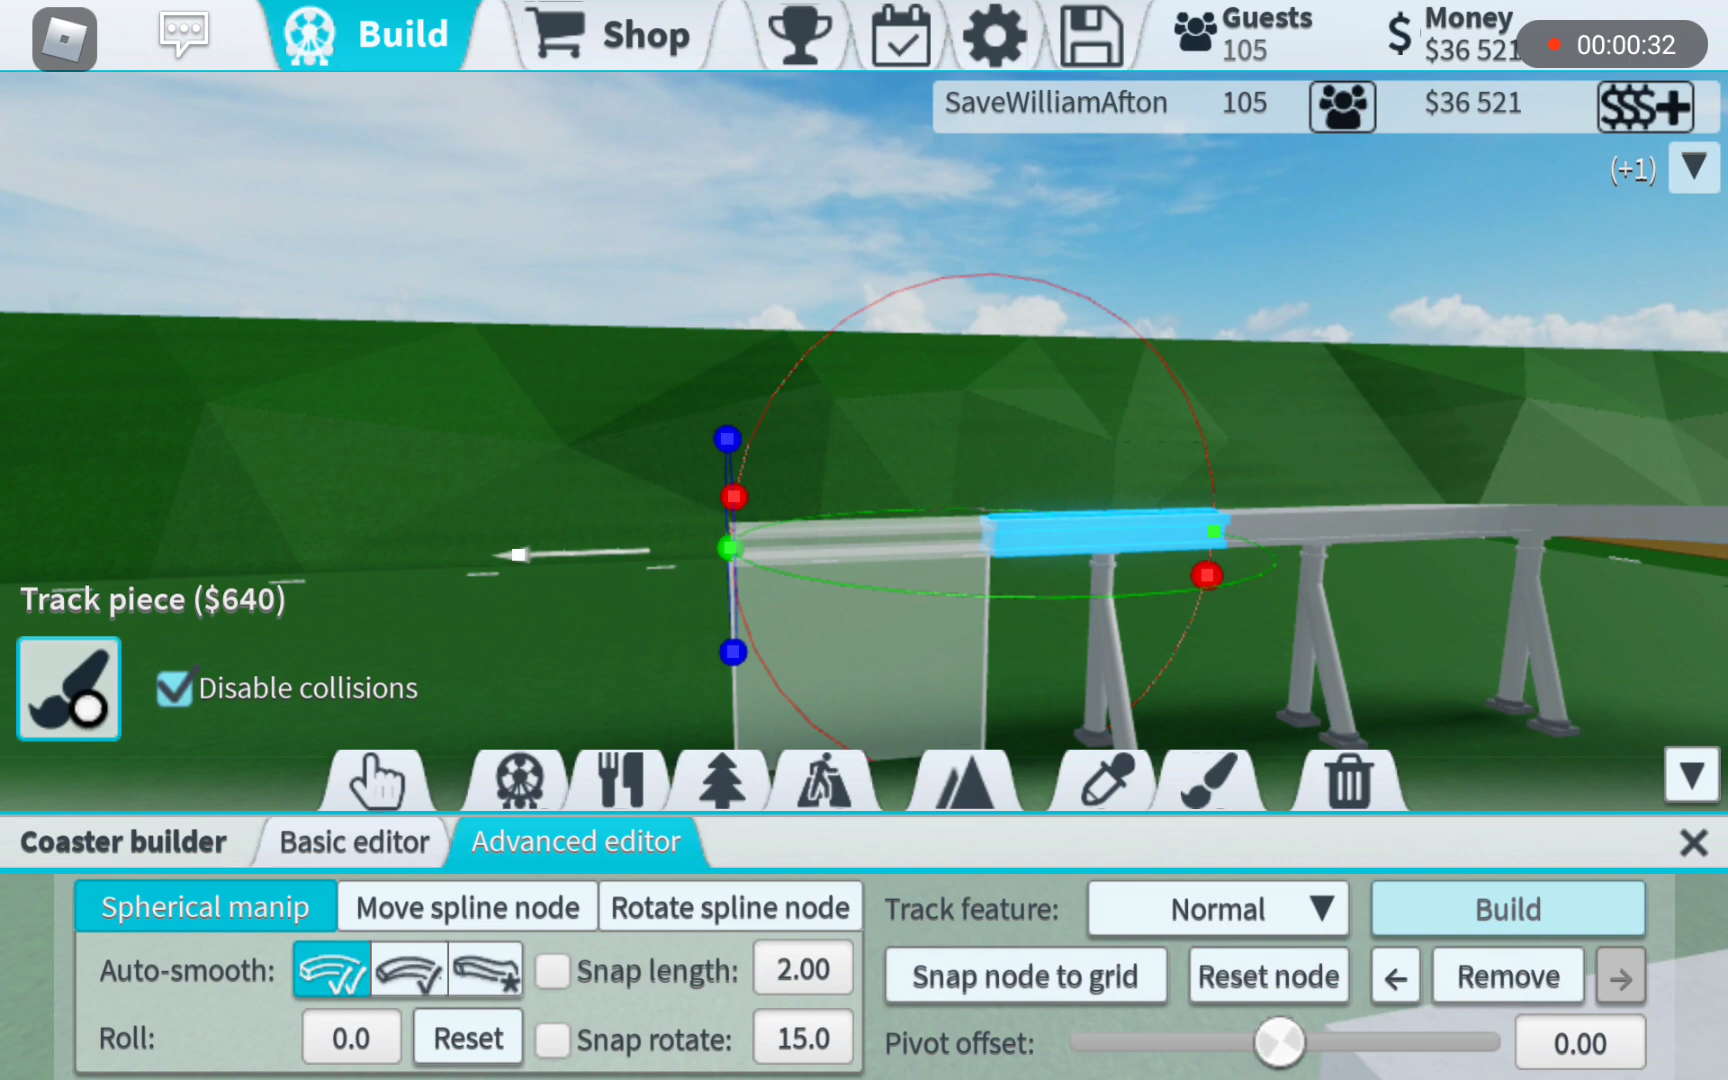 Build
Shop
Guests
105
Money
$36 521
00:00:32
SaveWilliamAfton 105 $36 521
$$$+
(+1)
Track piece ($640)
Disable collisions
Coaster builder Basic editor Advanced editor
Spherical manip Move spline node Rotate spline node Track feature: Normal Build
Auto-smooth: Snap length: 2.00 Snap node to grid Reset node Remove
Roll: 0.0 Reset Snap rotate: 15.0 Pivot offset: 0.00